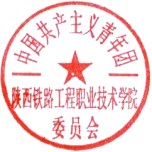 中国共产主义青年团
陕西铁路工程职业技术学院
委员会